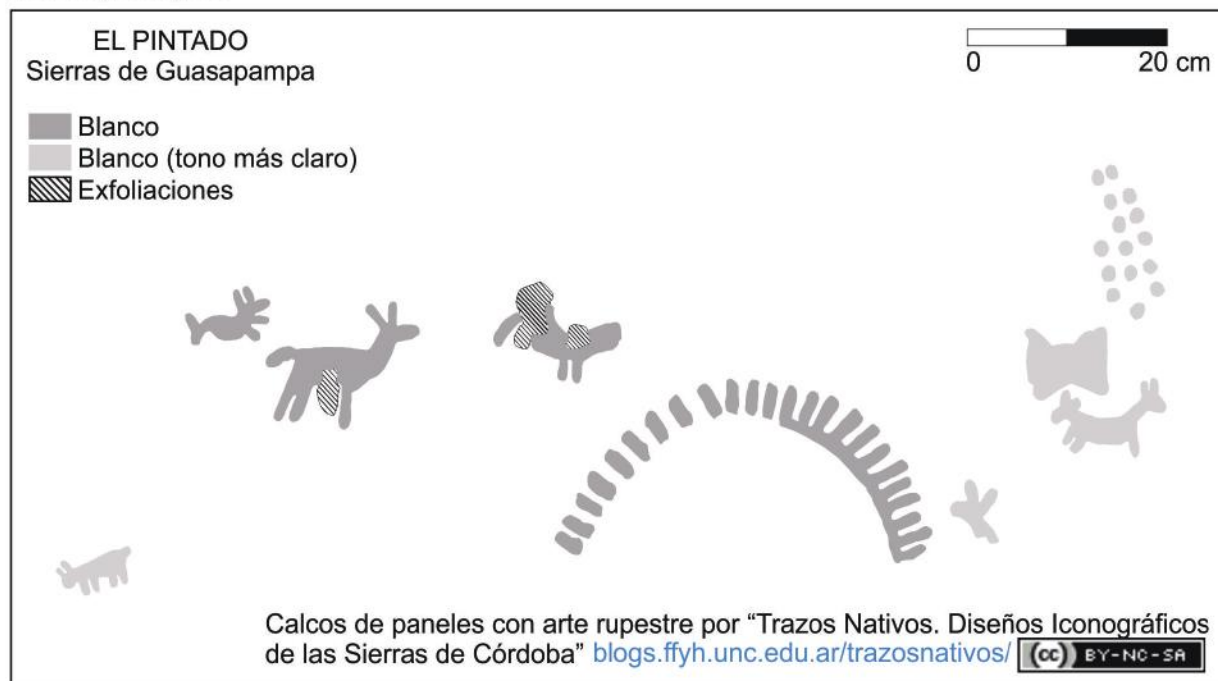 EL PINTADO
Sierras de Guasapampa
0 20 cm
Blanco
Blanco (tono más claro)
Exfoliaciones
Calcos de paneles con arte rupestre por “Trazos Nativos. Diseños Iconográficos
de las Sierras de Córdoba” blogs.ffyh.unc.edu.ar/trazosnativos/ cc BY-NC-SA